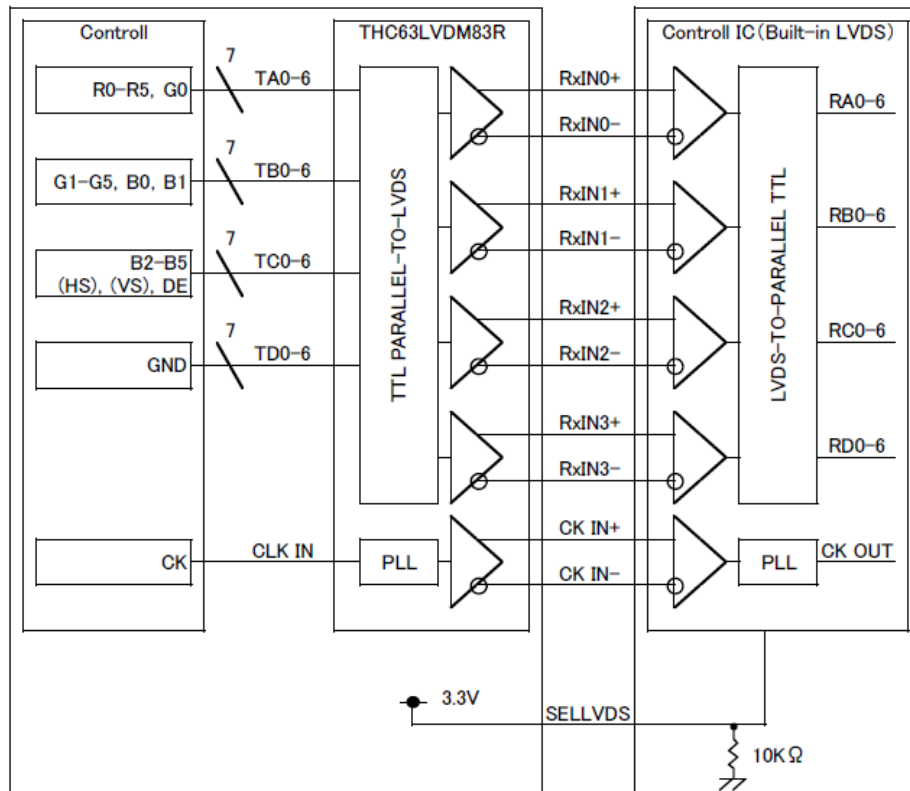 Controll
THC63LVDM83R
Controll IC(Built-in LVDS)
R0-R5, G0
7
TA0-6
RxIN0+
RxIN0-
RA0-6
G1-G5, B0, B1
7
TB0-6
RxIN1+
RxIN1-
RB0-6
B2-B5
(HS), (VS), DE
7
TC0-6
RxIN2+
RxIN2-
RC0-6
GND
7
TD0-6
RxIN3+
RxIN3-
RD0-6
TTL PARALLEL-TO-LVDS
LVDS-TO-PARALLEL TTL
CK
CLK IN
PLL
CK IN+
CK IN-
PLL
CK OUT
3.3V
SELLVDS
10KΩ